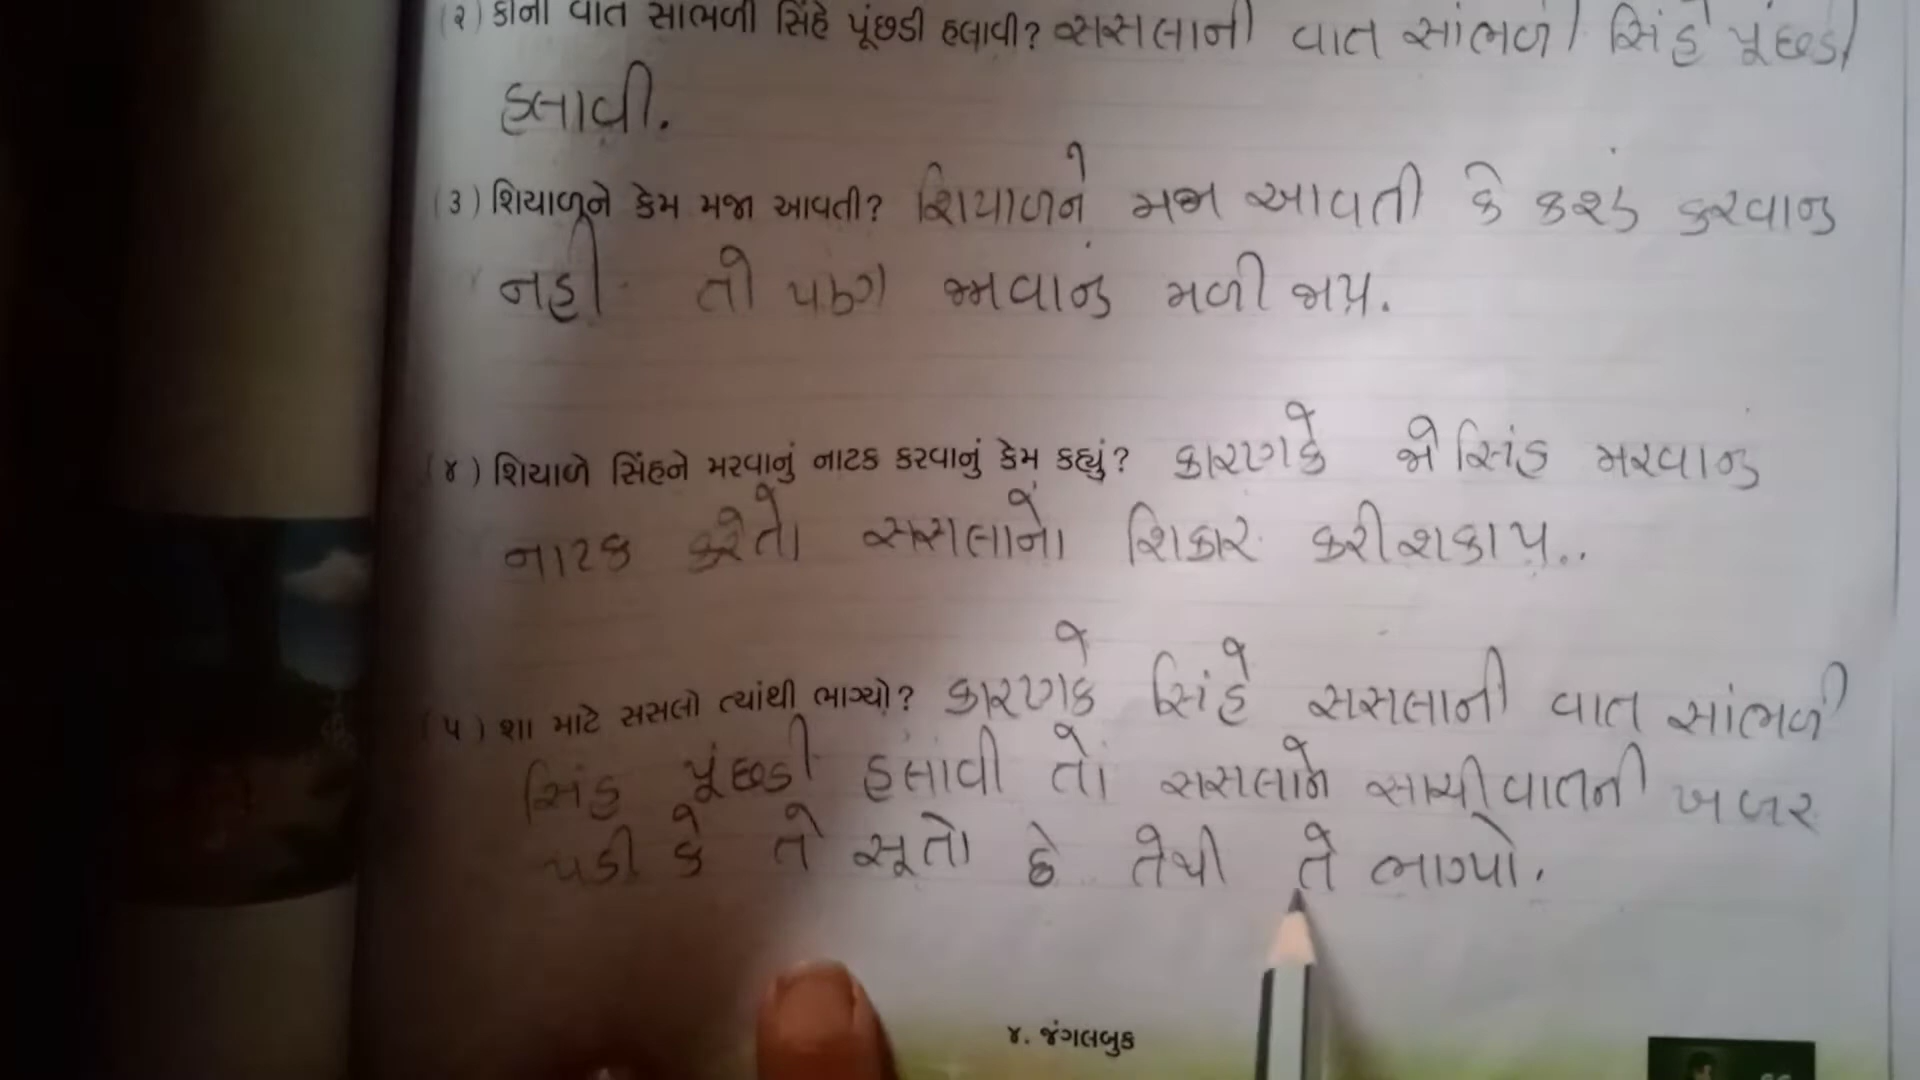 (૨) કોની વાત સાંભળી સિંહે પૂંછડી હલાવી? સસલાની વાત સાંભળી સિંહે પૂંછડી
હલાવી.
(૩) શિયાળને કેમ મજા આવતી? શિયાળને મજા આવતી કે કશું કરવાનુ
નહી તો પણ ખાવાનું મળી જાય.
(૪) શિયાળે સિંહને મરવાનું નાટક કરવાનું કેમ કહ્યું? કારણકે જો સિંહ મરવાનુ
નાટક કરેતો સસલાનો શિકાર કરી શકાય..
(૫) શા માટે સસલો ત્યાંથી ભાગ્યો? કારણકે સિંહે સસલાની વાત સાંભળી
સિંહ પૂંછડી હલાવી તો સસલાને સાચી વાતની ખબર
પડી કે તે સૂતો છે તેથી તે ભાગ્યો.
૪. જંગલબુક